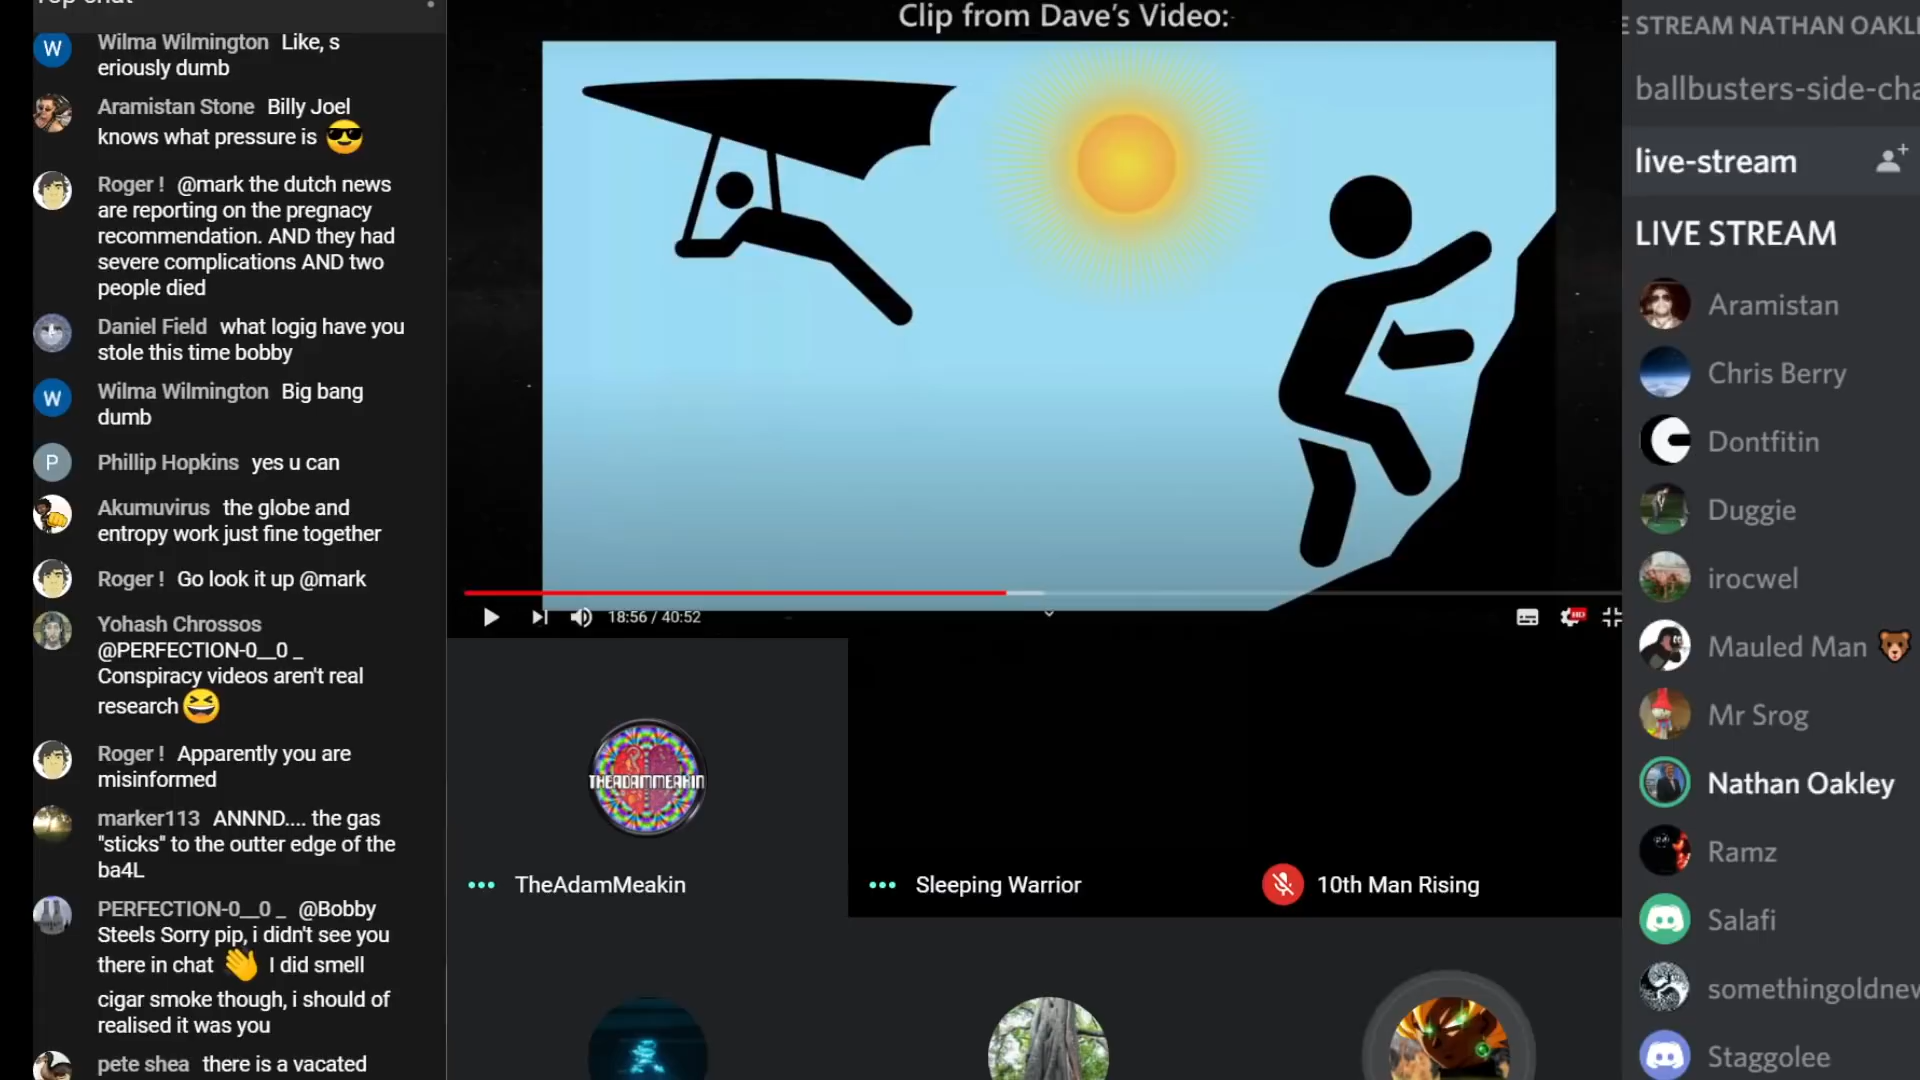 Top chat
Wilma Wilmington Like, s
eriously dumb
Aramistan Stone Billy Joel
knows what pressure is 😎
Roger ! @mark the dutch news
are reporting on the pregnacy
recommendation. AND they had
severe complications AND two
people died
Daniel Field what logig have you
stole this time bobby
W
Wilma Wilmington Big bang
dumb
P
Phillip Hopkins yes u can
Akumuvirus the globe and
entropy work just fine together
Roger ! Go look it up @mark
Yohash Chrossos
@PERFECTION-0__0 _
Conspiracy videos aren't real
research 😆
Roger ! Apparently you are
misinformed
marker113 ANNND.... the gas
"sticks" to the outter edge of the
ba4L
PERFECTION-0__0 _ @Bobby
Steels Sorry pip, i didn't see you
there in chat 👋 I did smell
cigar smoke though, i should of
realised it was you
pete shea there is a vacated
Clip from Dave's Video:
18:56 / 40:52
HD
THEADAMMEAKIN
TheAdamMeakin
Sleeping Warrior
10th Man Rising
E STREAM NATHAN OAKL
ballbusters-side-cha
live-stream
LIVE STREAM
Aramistan
Chris Berry
Dontfitin
Duggie
irocwel
Mauled Man 🐻
Mr Srog
Nathan Oakley
Ramz
Salafi
somethingoldnew
Staggolee